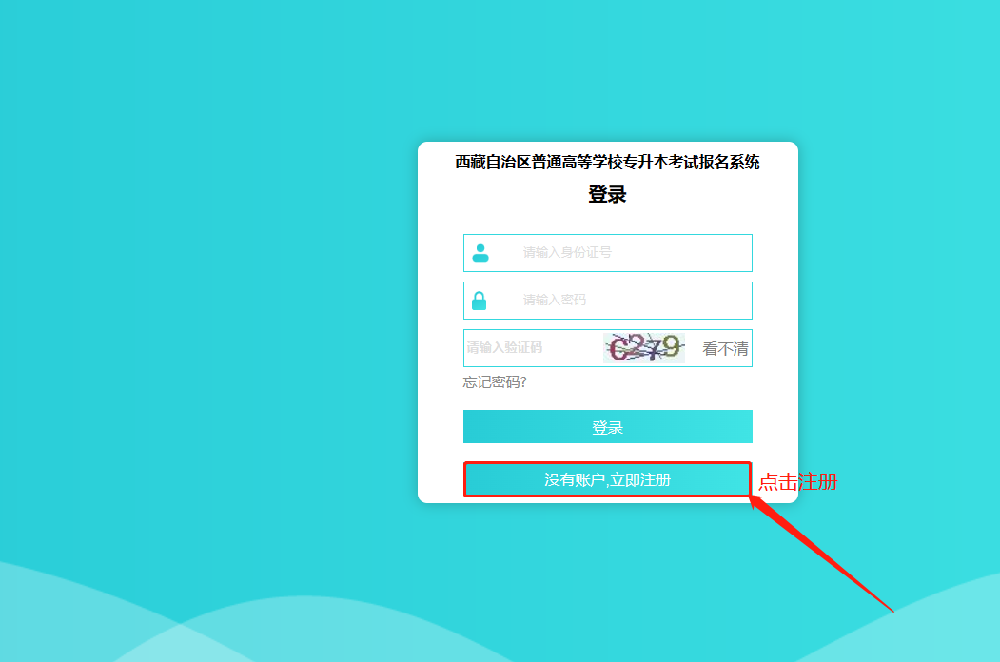 西藏自治区普通高等学校专升本考试报名系统
登录
请输入身份证号
请输入密码
请输入验证码 C279 看不清
忘记密码?
登录
没有账户,立即注册 点击注册